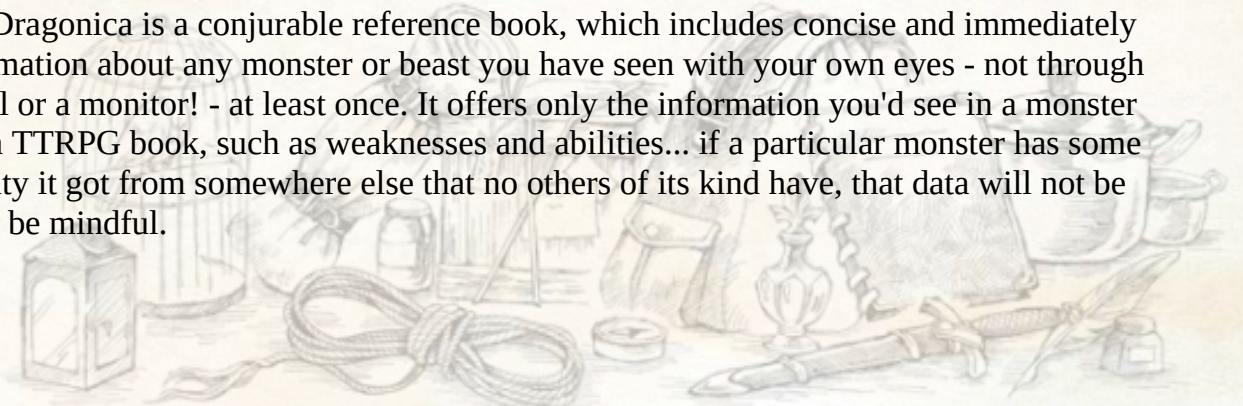 Dragonica is a conjurable reference book, which includes concise and immediately
mation about any monster or beast you have seen with your own eyes - not through
l or a monitor! - at least once. It offers only the information you'd see in a monster
TTRPG book, such as weaknesses and abilities... if a particular monster has some
ty it got from somewhere else that no others of its kind have, that data will not be
be mindful.